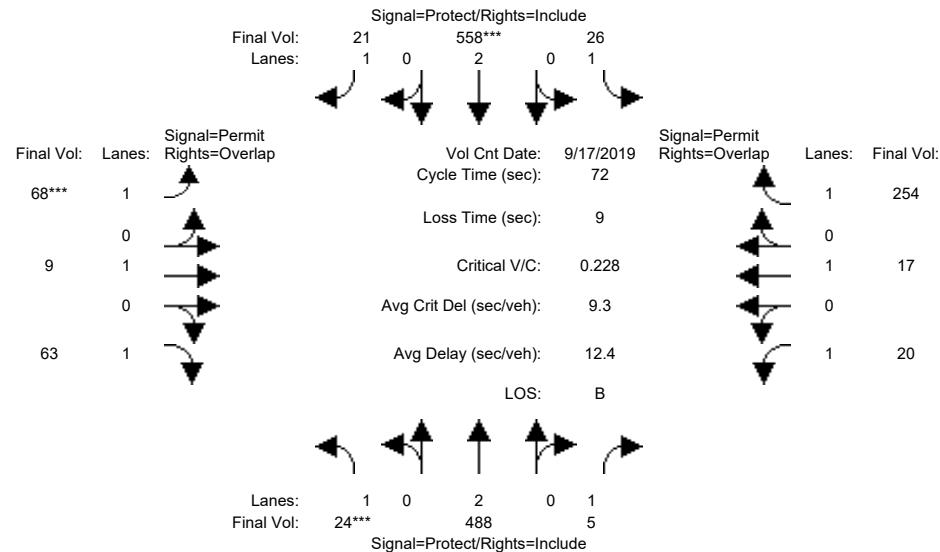 Signal=Protect/Rights=Include
Final Vol: 21 558*** 26
Lanes: 1 0 2 0 1
Signal=Permit
Final Vol: Lanes: Rights=Overlap
Vol Cnt Date: 9/17/2019
Signal=Permit
Rights=Overlap Lanes: Final Vol:
Cycle Time (sec): 72
68*** 1
1 254
Loss Time (sec): 9
0
0
9 1
Critical V/C: 0.228
1 17
0
Avg Crit Del (sec/veh): 9.3
0
63 1
Avg Delay (sec/veh): 12.4
1 20
LOS: B
Lanes: 1 0 2 0 1
Final Vol: 24*** 488 5
Signal=Protect/Rights=Include